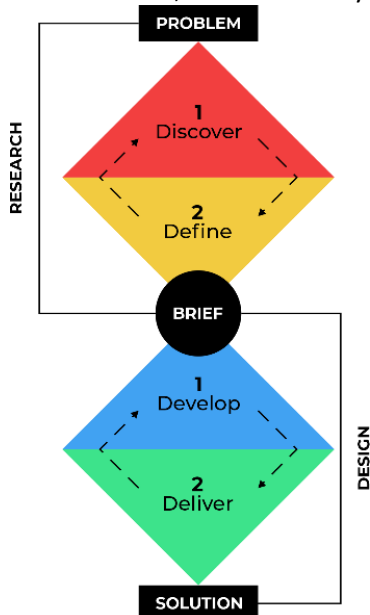 PROBLEM
1
Discover
RESEARCH
2
Define
BRIEF
1
Develop
DESIGN
2
Deliver
SOLUTION